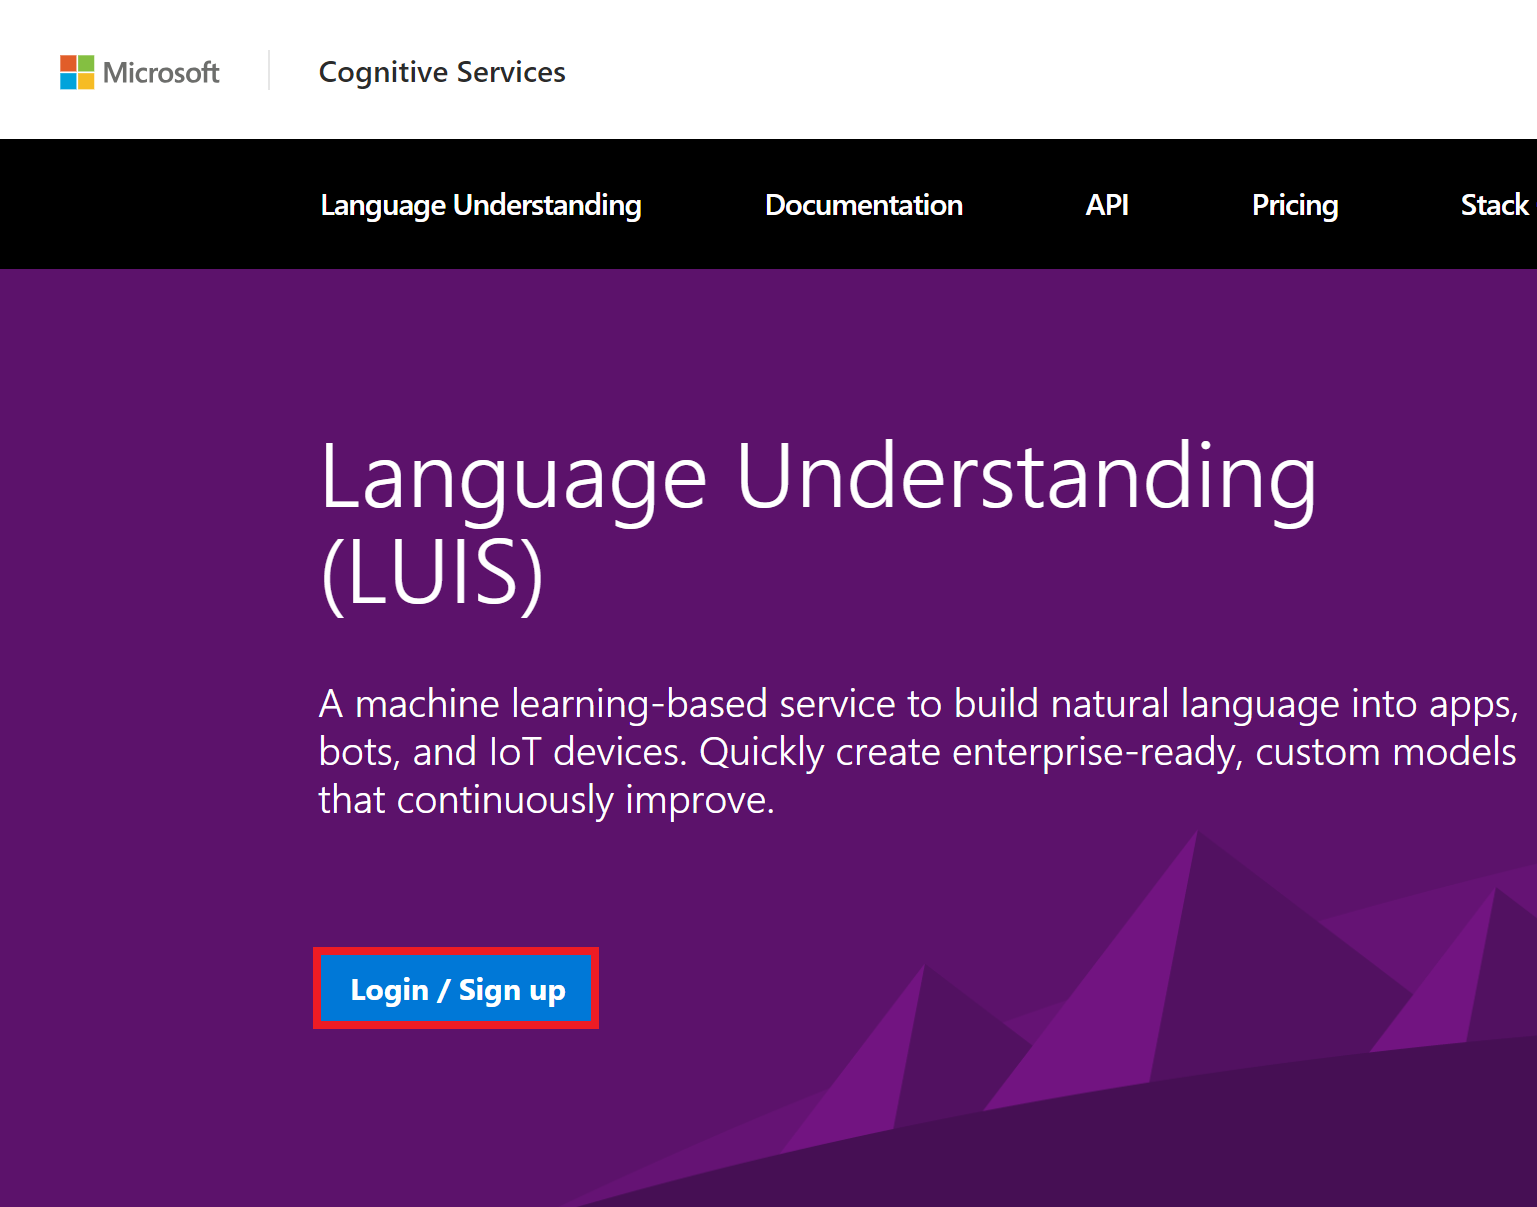 Microsoft
Cognitive Services
Language Understanding
Documentation
API
Pricing
Stack
Language Understanding
(LUIS)
A machine learning-based service to build natural language into apps,
bots, and IoT devices. Quickly create enterprise-ready, custom models
that continuously improve.
Login / Sign up